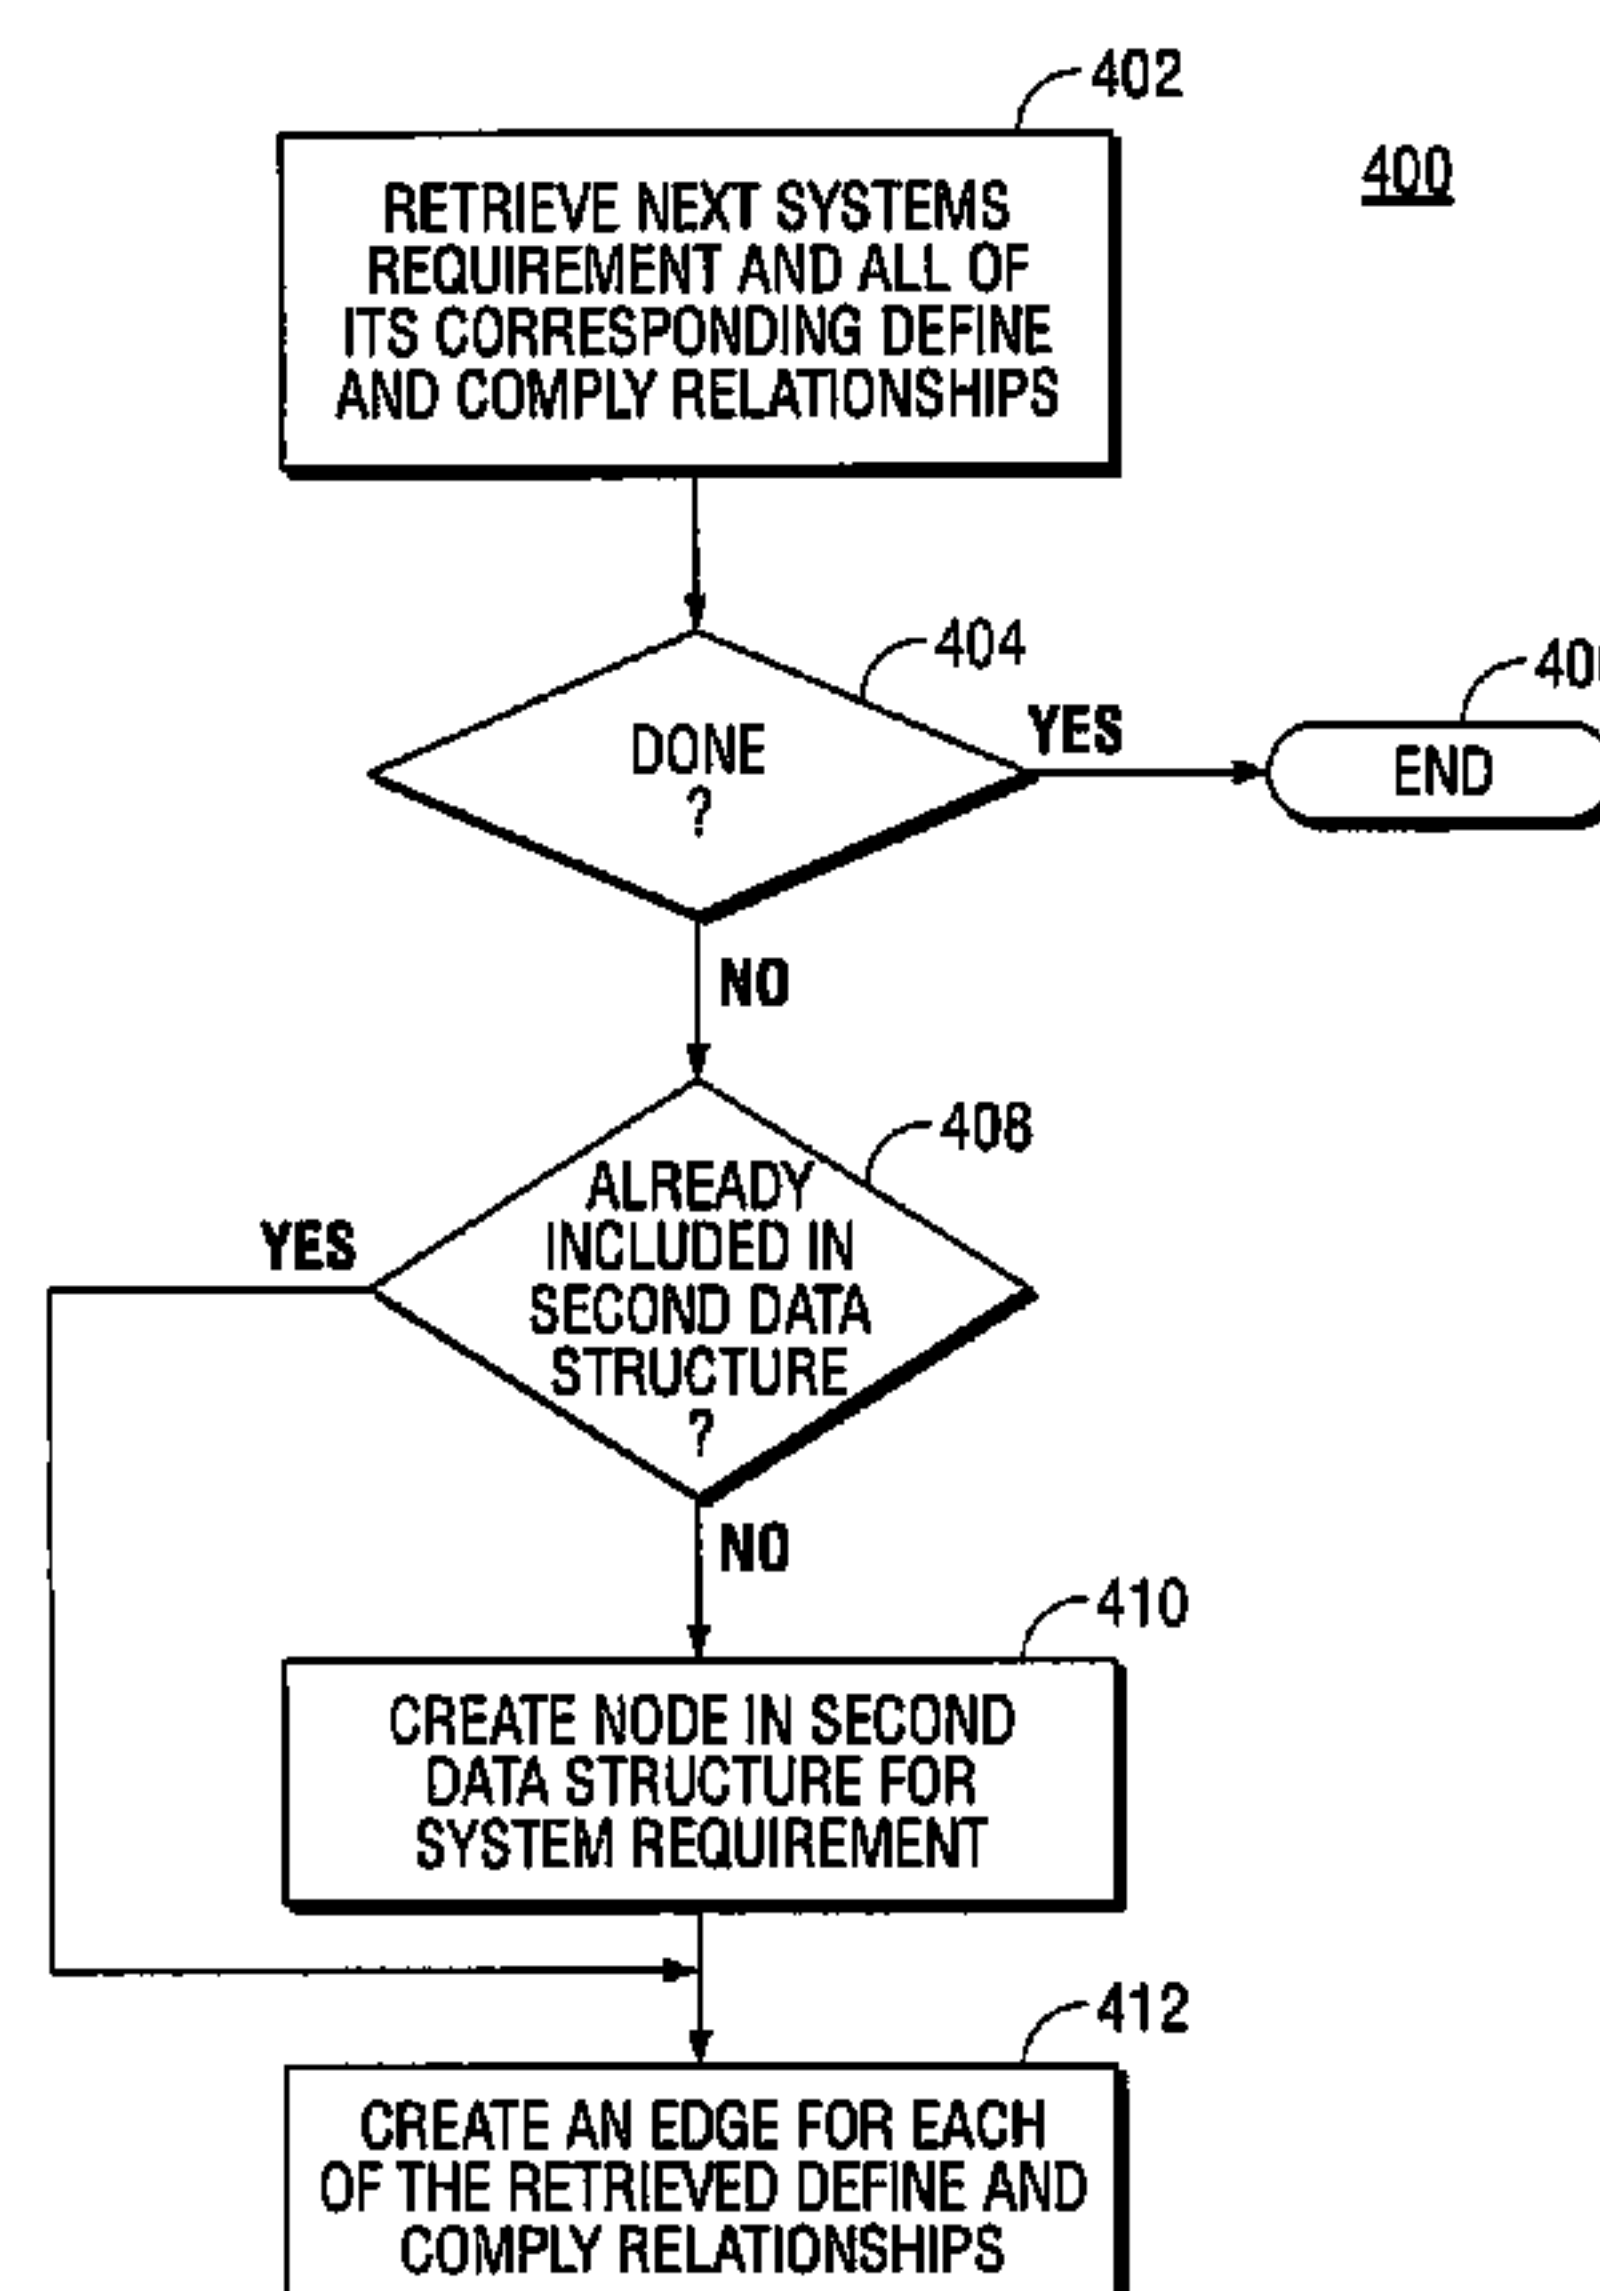 402
400
RETRIEVE NEXT SYSTEMS
REQUIREMENT AND ALL OF
ITS CORRESPONDING DEFINE
AND COMPLY RELATIONSHIPS
404
YES
DONE
?
END
NO
408
YES
ALREADY
INCLUDED IN
SECOND DATA
STRUCTURE
?
NO
410
CREATE NODE IN SECOND
DATA STRUCTURE FOR
SYSTEM REQUIREMENT
412
CREATE AN EDGE FOR EACH
OF THE RETRIEVED DEFINE AND
COMPLY RELATIONSHIPS